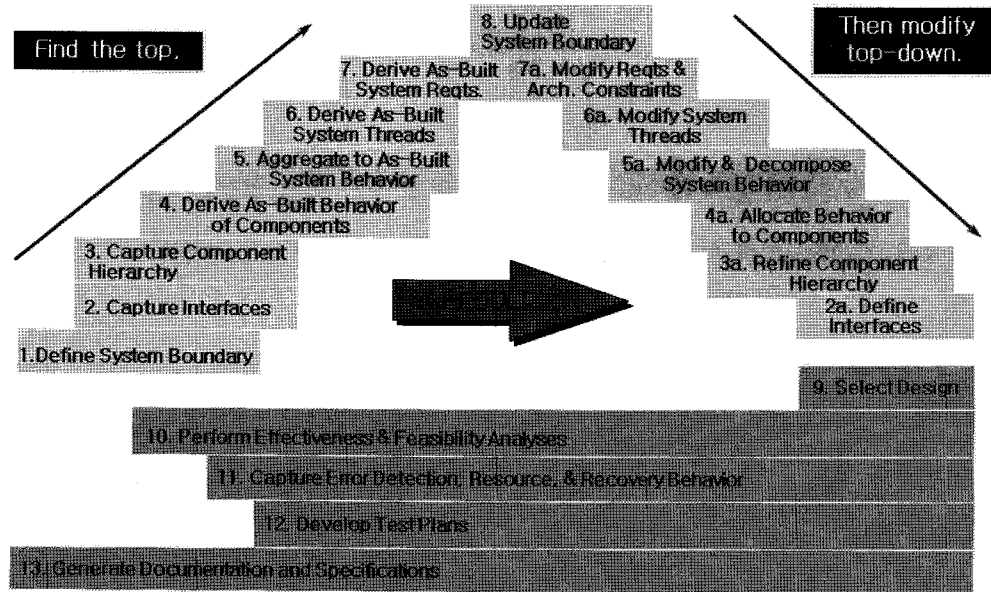 Find the top,
Then modify
top-down.
8. Update
System Boundary
7. Derive As-Built
System Reqts.
7a. Modify Reqts &
Arch. Constraints
6. Derive As-Built
System Threads
6a. Modify System
Threads
5. Aggregate to As-Built
System Behavior
5a. Modify & Decompose
System Behavior
4. Derive As-Built Behavior
of Components
4a. Allocate Behavior
to Components
3. Capture Component
Hierarchy
3a. Refine Component
Hierarchy
2. Capture Interfaces
2a. Define
Interfaces
1.Define System Boundary
9. Select Design
10. Perform Effectiveness & Feasibility Analyses
11. Capture Error Detection, Resource, & Recovery Behavior
12. Develop Test Plans
13. Generate Documentation and Specifications